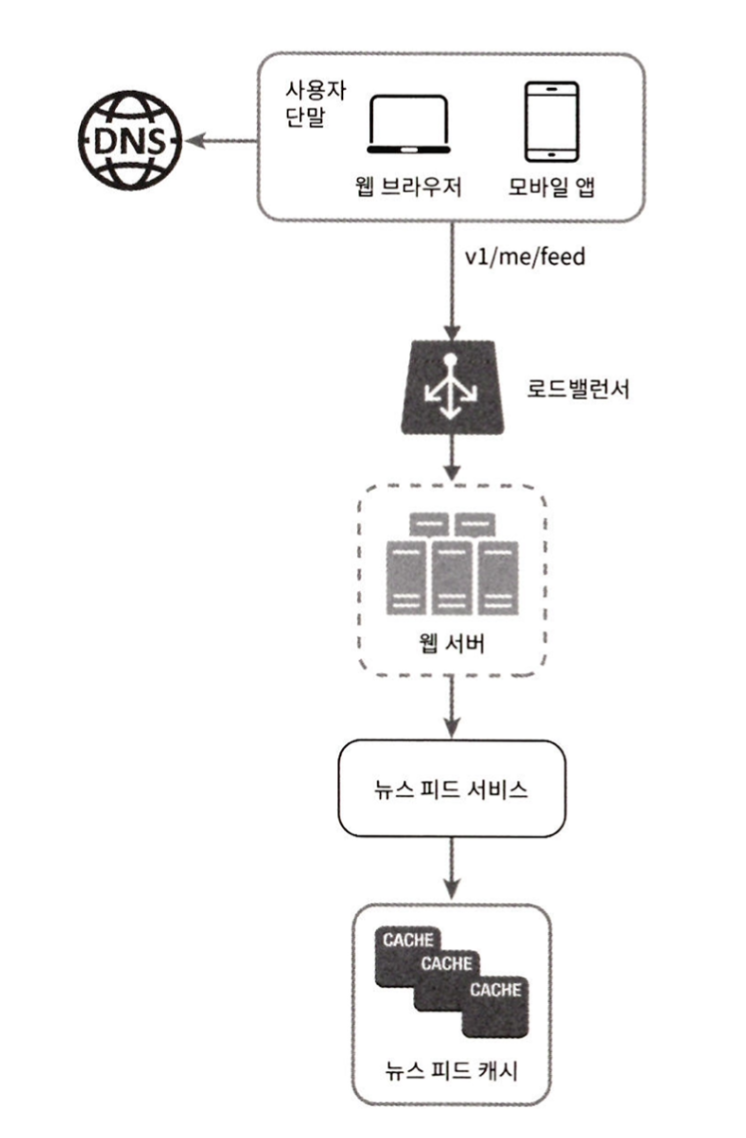 사용자
단말
DNS
웹 브라우저
모바일 앱
v1/me/feed
로드밸런서
웹 서버
뉴스 피드 서비스
CACHE
CACHE
CACHE
뉴스 피드 캐시